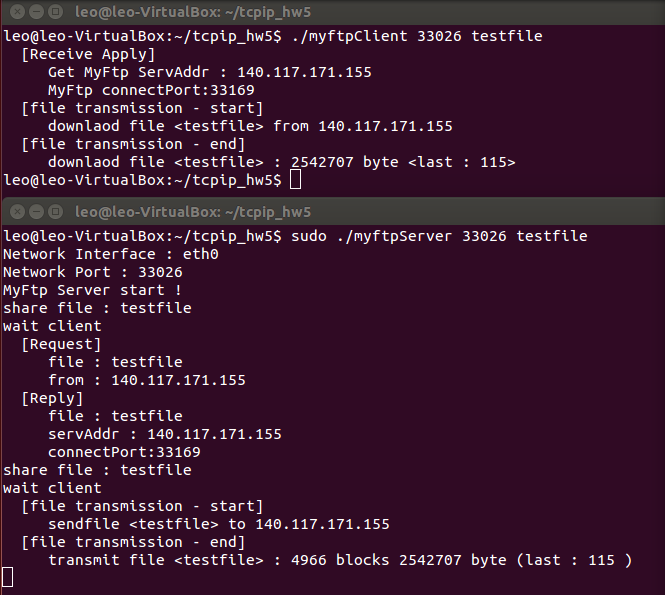 leo@leo-VirtualBox: ~/tcpip_hw5
leo@leo-VirtualBox:~/tcpip_hw5$ ./myftpClient 33026 testfile
[Receive Apply]
Get MyFtp ServAddr : 140.117.171.155
MyFtp connectPort:33169
[file transmission - start]
downlaod file <testfile> from 140.117.171.155
[file transmission - end]
downlaod file <testfile> : 2542707 byte <last : 115>
leo@leo-VirtualBox:~/tcpip_hw5$
leo@leo-VirtualBox: ~/tcpip_hw5
leo@leo-VirtualBox:~/tcpip_hw5$ sudo ./myftpServer 33026 testfile
Network Interface : eth0
Network Port : 33026
MyFtp Server start !
share file : testfile
wait client
[Request]
file : testfile
from : 140.117.171.155
[Reply]
file : testfile
servAddr : 140.117.171.155
connectPort:33169
share file : testfile
wait client
[file transmission - start]
sendfile <testfile> to 140.117.171.155
[file transmission - end]
transmit file <testfile> : 4966 blocks 2542707 byte (last : 115 )